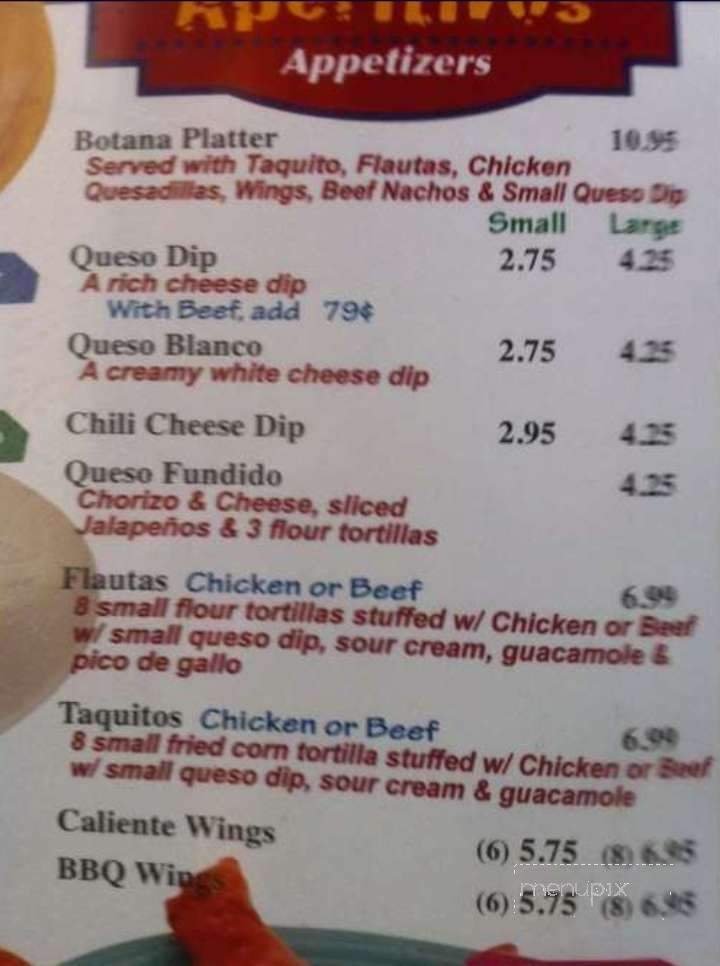 Aperitivos
Appetizers
Botana Platter 10.95
Served with Taquito, Flautas, Chicken
Quesadillas, Wings, Beef Nachos & Small Queso Dip
Small Large
Queso Dip 2.75 4.25
A rich cheese dip
With Beef, add 79¢
Queso Blanco 2.75 4.25
A creamy white cheese dip
Chili Cheese Dip 2.95 4.25
Queso Fundido 4.25
Chorizo & Cheese, sliced
Jalapeños & 3 flour tortillas
Flautas Chicken or Beef 6.99
8 small flour tortillas stuffed w/ Chicken or Beef
w/ small queso dip, sour cream, guacamole &
pico de gallo
Taquitos Chicken or Beef 6.99
8 small fried corn tortilla stuffed w/ Chicken or Beef
w/ small queso dip, sour cream & guacamole
Caliente Wings (6) 5.75 (8) 6.95
BBQ Wings (6) 5.75 (8) 6.95
menupix